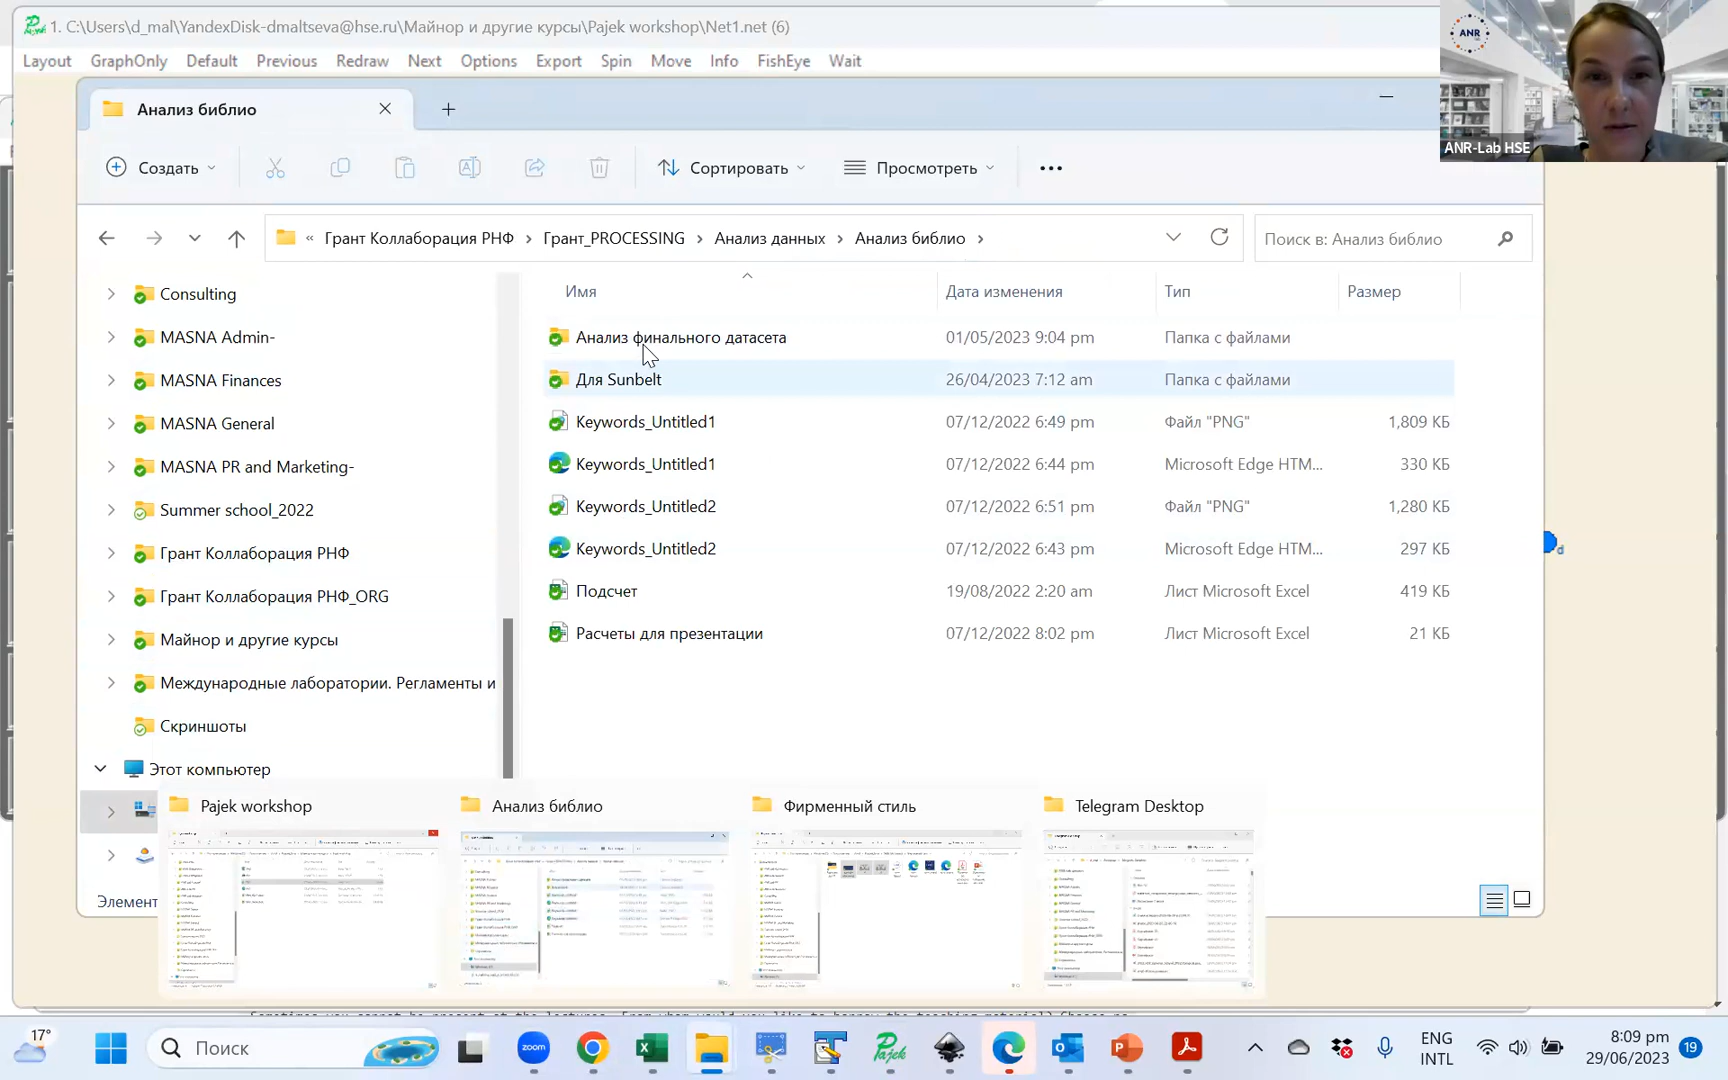 1. C:\Users\d_mal\YandexDisk-dmaltseva@hse.ru\Майнор и другие курсы\Pajek workshop\Net1.net (6)
Layout GraphOnly Default Previous Redraw Next Options Export Spin Move Info FishEye Wait
ANR
ANR-Lab HSE
Анализ библио
Создать Сортировать Просмотреть
« Грант Коллаборация РНФ › Грант_PROCESSING › Анализ данных › Анализ библио ›
Поиск в: Анализ библио
Имя Дата изменения Тип Размер
Consulting
MASNA Admin-
MASNA Finances
MASNA General
MASNA PR and Marketing-
Summer school_2022
Грант Коллаборация РНФ
Грант Коллаборация РНФ_ORG
Майнор и другие курсы
Международные лаборатории. Регламенты и
Скриншоты
Этот компьютер
Элемент
Анализ финального датасета 01/05/2023 9:04 pm Папка с файлами
Для Sunbelt 26/04/2023 7:12 am Папка с файлами
Keywords_Untitled1 07/12/2022 6:49 pm Файл "PNG" 1,809 КБ
Keywords_Untitled1 07/12/2022 6:44 pm Microsoft Edge HTM... 330 КБ
Keywords_Untitled2 07/12/2022 6:51 pm Файл "PNG" 1,280 КБ
Keywords_Untitled2 07/12/2022 6:43 pm Microsoft Edge HTM... 297 КБ
Подсчет 19/08/2022 2:20 am Лист Microsoft Excel 419 КБ
Расчеты для презентации 07/12/2022 8:02 pm Лист Microsoft Excel 21 КБ
d
Pajek workshop Анализ библио Фирменный стиль Telegram Desktop
17°
Поиск
zoom
Pajek
ENG
INTL
8:09 pm
29/06/2023
19